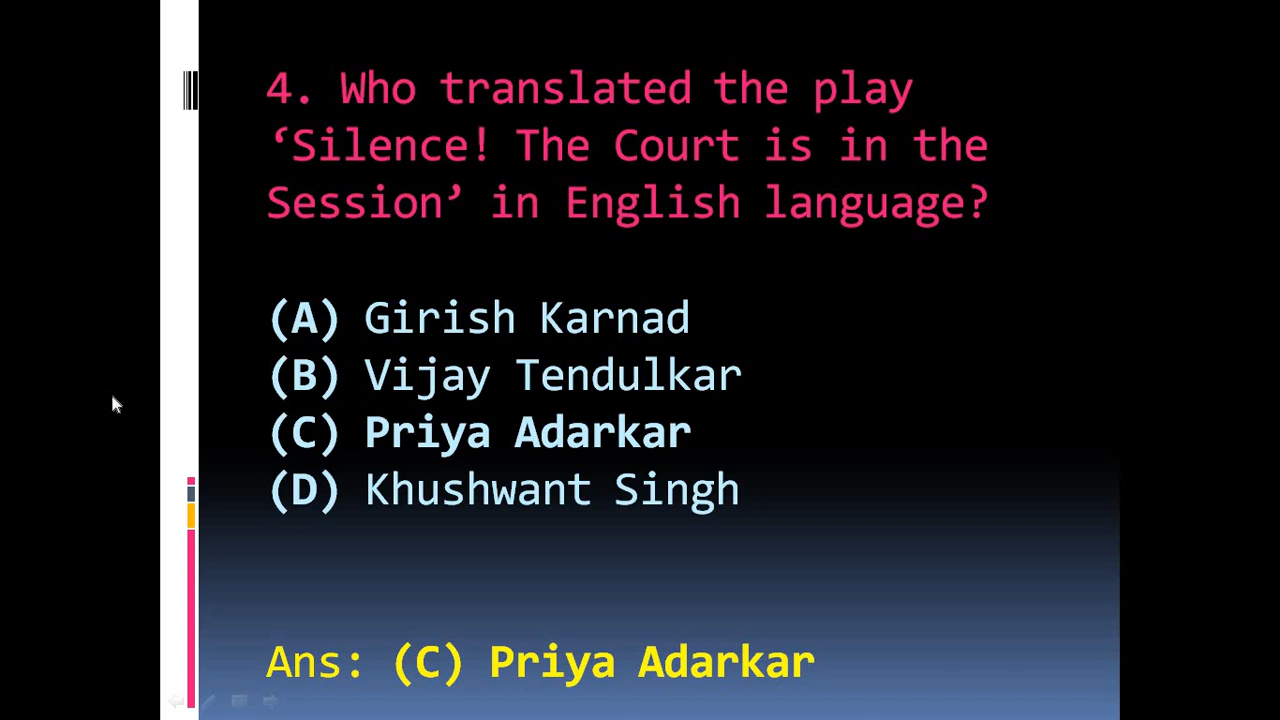 4. Who translated the play
‘Silence! The Court is in the
Session’ in English language?
(A) Girish Karnad
(B) Vijay Tendulkar
(C) Priya Adarkar
(D) Khushwant Singh
Ans: (C) Priya Adarkar